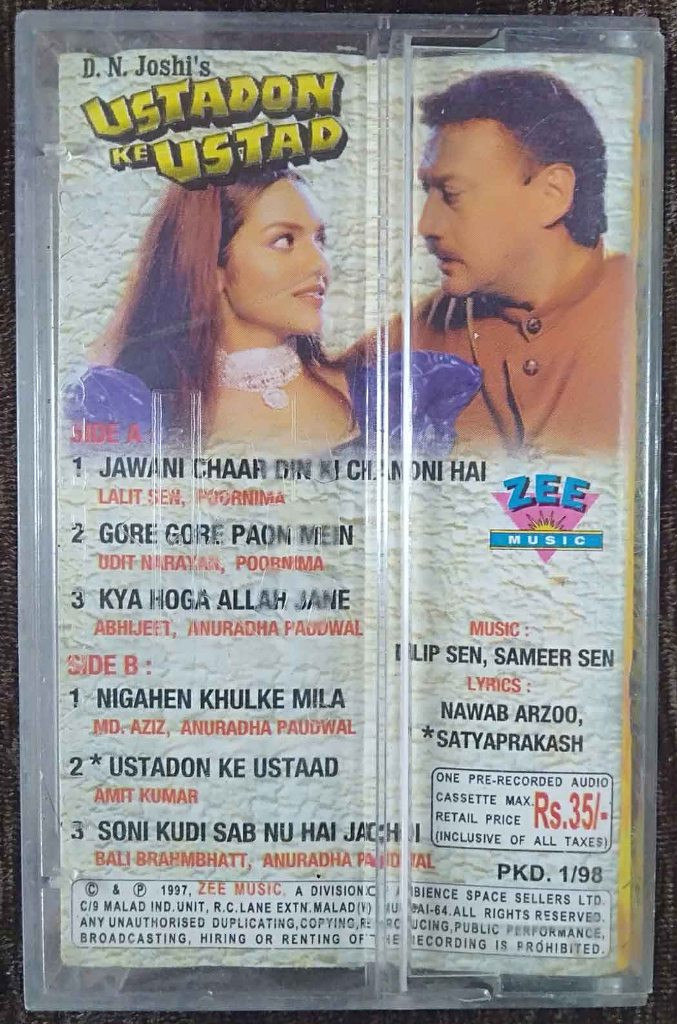 D. N. Joshi's
USTADON
KE USTAD
SIDE A :
1 JAWANI CHAAR DIN KI CHANDNI HAI
LALIT SEN, POORNIMA
2 GORE GORE PAON MEIN
UDIT NARAYAN, POORNIMA
3 KYA HOGA ALLAH JANE
ABHIJEET, ANURADHA PAUDWAL
SIDE B :
1 NIGAHEN KHULKE MILA
MD. AZIZ, ANURADHA PAUDWAL
2 * USTADON KE USTAAD
AMIT KUMAR
3 SONI KUDI SAB NU HAI
BALI BRAHMBHATT, ANURADHA PAUDWAL
ZEE
MUSIC
MUSIC :
DILIP SEN, SAMEER SEN
LYRICS :
NAWAB ARZOO,
*SATYAPRAKASH
ONE PRE-RECORDED AUDIO
CASSETTE MAX.
RETAIL PRICE Rs.35/-
(INCLUSIVE OF ALL TAXES)
PKD. 1/98
© & ℗ 1997, ZEE MUSIC, A DIVISION OF AMBIENCE SPACE SELLERS LTD.
C/9 MALAD IND.UNIT, R.C.LANE EXTN.MALAD(W) MUMBAI-64.ALL RIGHTS RESERVED.
ANY UNAUTHORISED DUPLICATING,COPYING,REPRODUCING,PUBLIC PERFORMANCE,
BROADCASTING, HIRING OR RENTING OF THE RECORDING IS PROHIBITED.